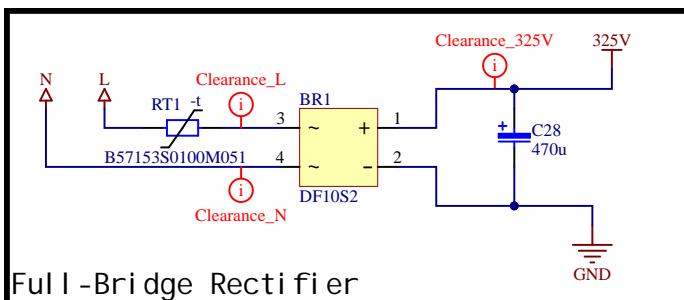 Clearance_325V 325V
N L Clearance_L
i
RT1 -t i BR1
3 ~ + 1
C28
470u
B57153S0100M051 4 ~ - 2
i DF10S2
Clearance_N
GND
Full-Bridge Rectifier